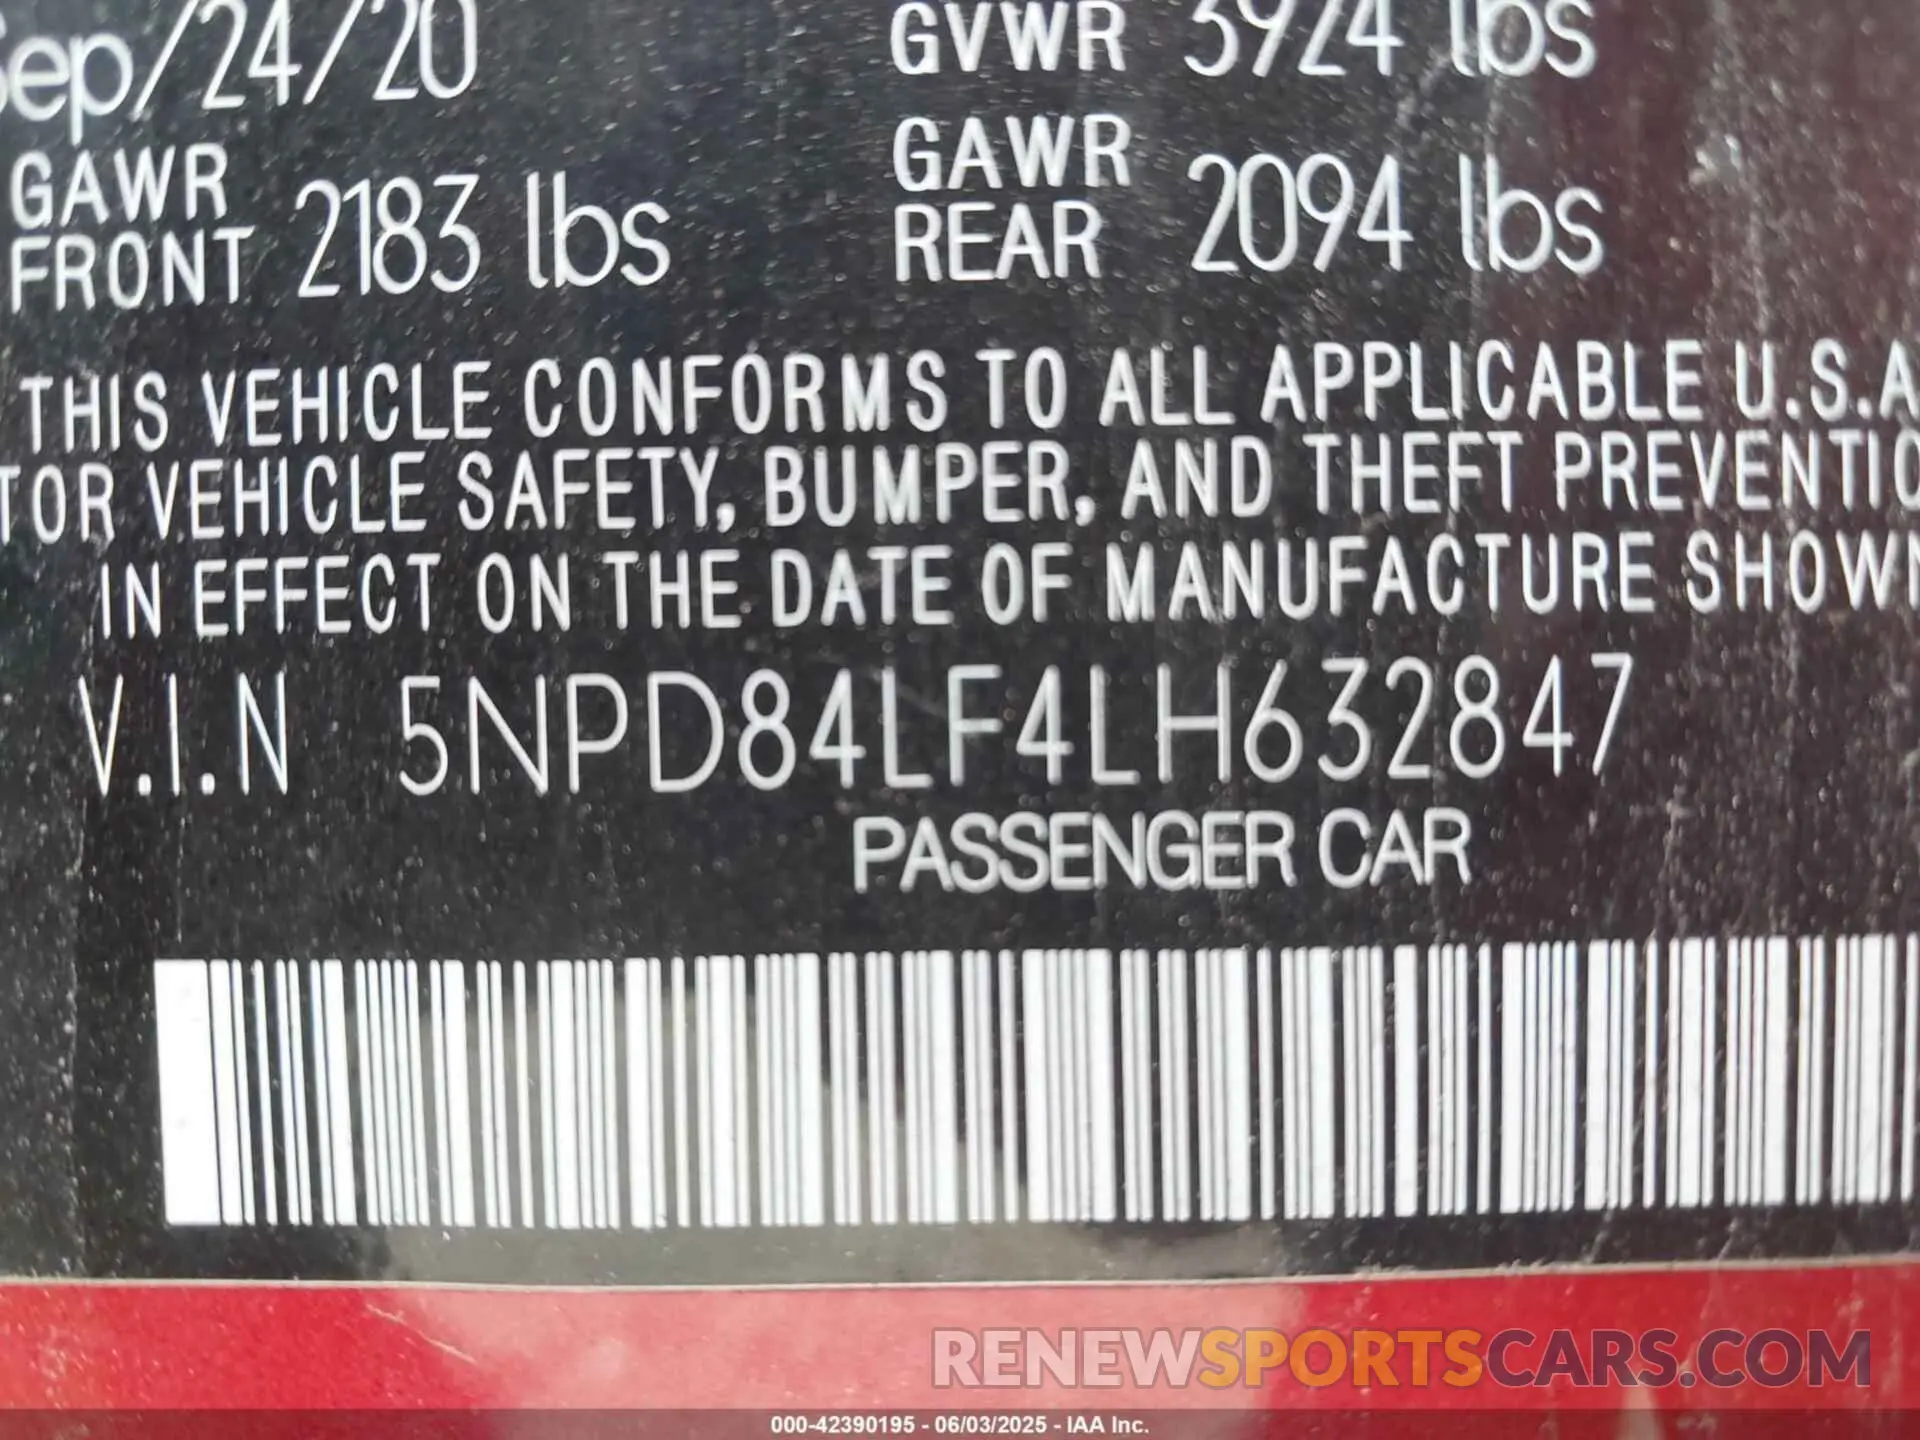 Sep/24/20 GVWR 3924 lbs
GAWR FRONT 2183 lbs GAWR REAR 2094 lbs
THIS VEHICLE CONFORMS TO ALL APPLICABLE U.S.A
TOR VEHICLE SAFETY, BUMPER, AND THEFT PREVENTIO
IN EFFECT ON THE DATE OF MANUFACTURE SHOWN
V.I.N 5NPD84LF4LH632847
PASSENGER CAR
RENEWSPORTSCARS.COM
000-42390195 - 06/03/2025 - IAA Inc.